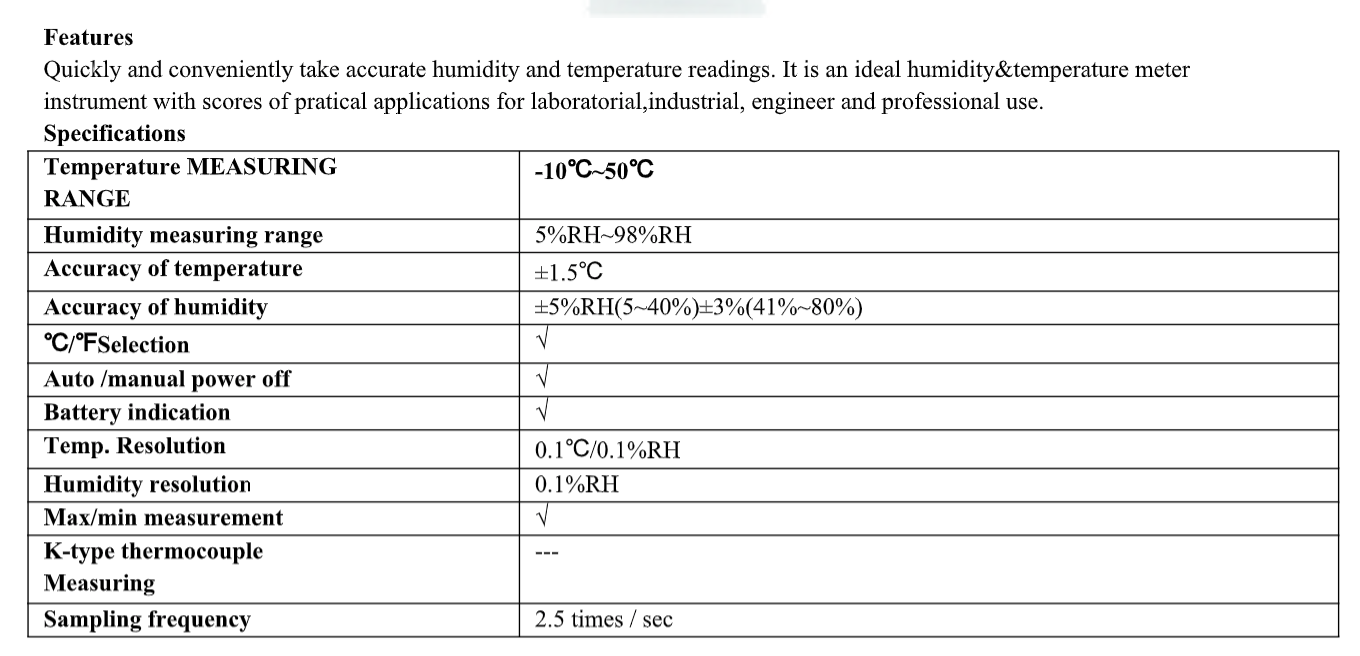 Features
Quickly and conveniently take accurate humidity and temperature readings. It is an ideal humidity&temperature meter
instrument with scores of pratical applications for laboratorial,industrial, engineer and professional use.
Specifications
Temperature MEASURING RANGE -10℃~50℃
Humidity measuring range 5%RH~98%RH
Accuracy of temperature ±1.5℃
Accuracy of humidity ±5%RH(5~40%)±3%(41%~80%)
℃/℉Selection √
Auto /manual power off √
Battery indication √
Temp. Resolution 0.1℃/0.1%RH
Humidity resolution 0.1%RH
Max/min measurement √
K-type thermocouple Measuring ---
Sampling frequency 2.5 times / sec